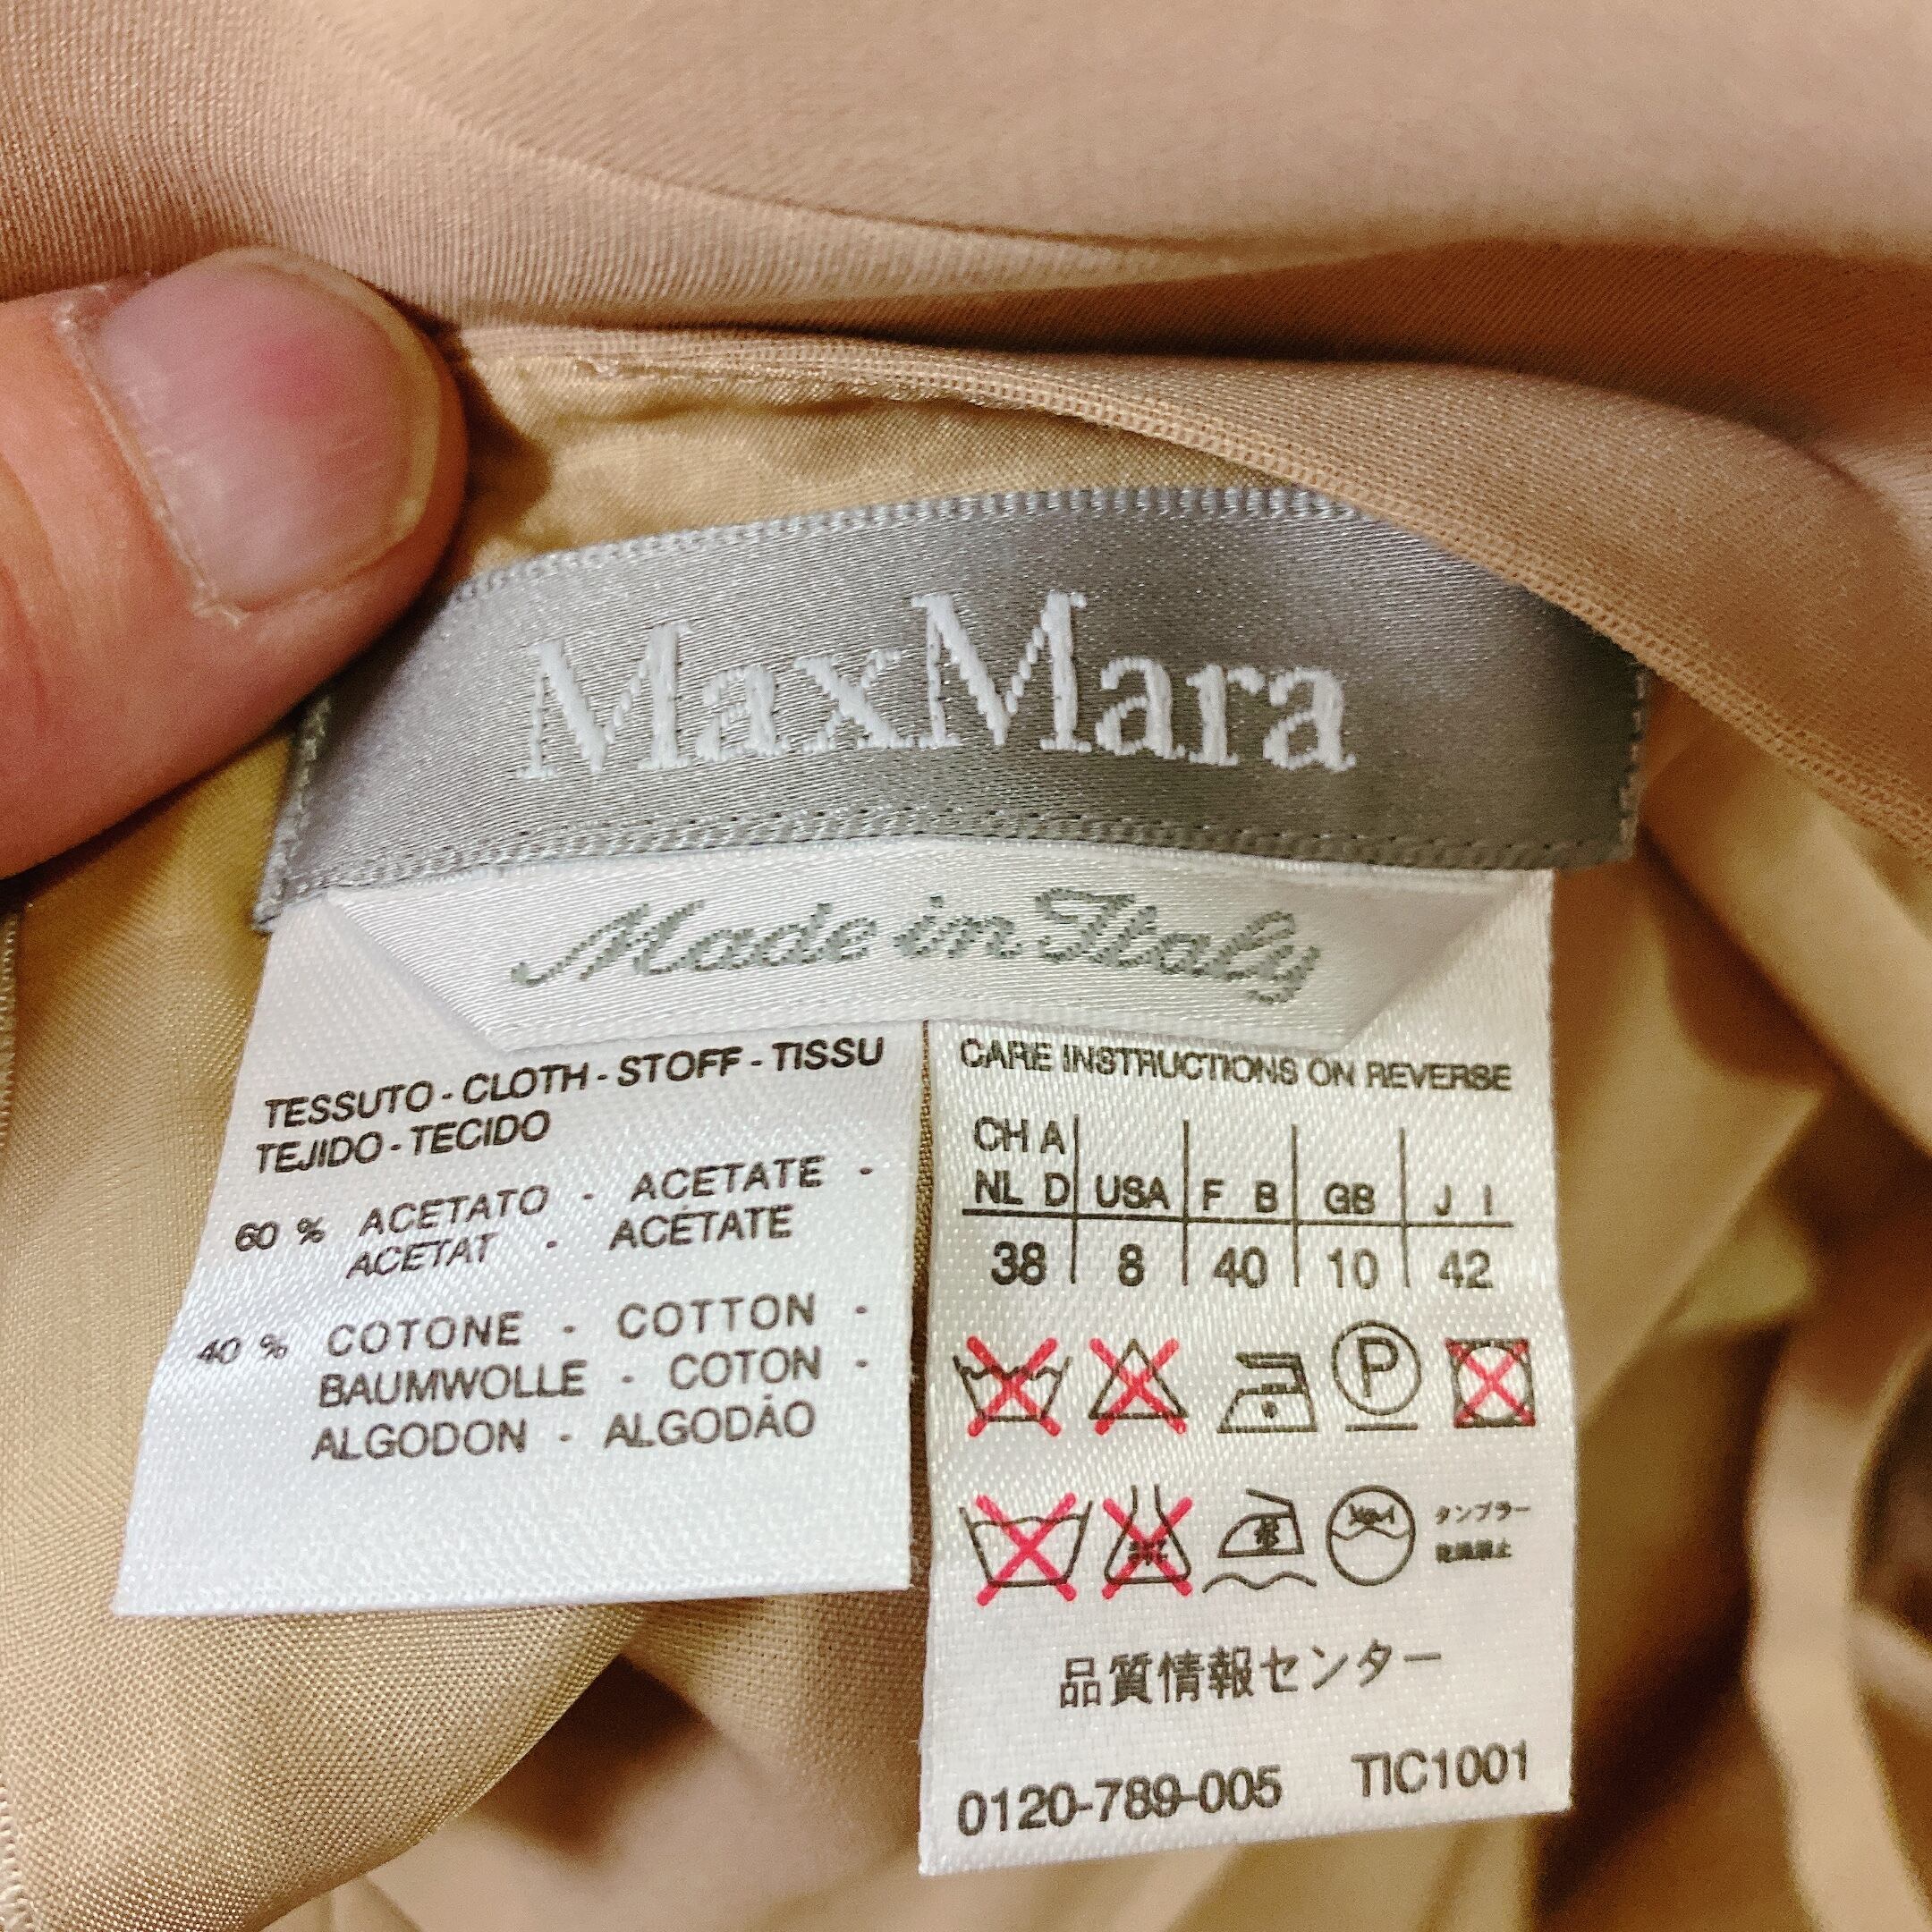 MaxMara
Made in Italy
TESSUTO - CLOTH - STOFF - TISSU
TEJIDO - TECIDO
60 % ACETATO - ACETATE -
ACETAT - ACÉTATE
40 % COTONE - COTTON -
BAUMWOLLE - COTON -
ALGODON - ALGODÃO
CARE INSTRUCTIONS ON REVERSE
CH A
NL D USA F B GB J I
38 8 40 10 42
P
タンブラー
乾燥禁止
品質情報センター
0120-789-005 TIC1001